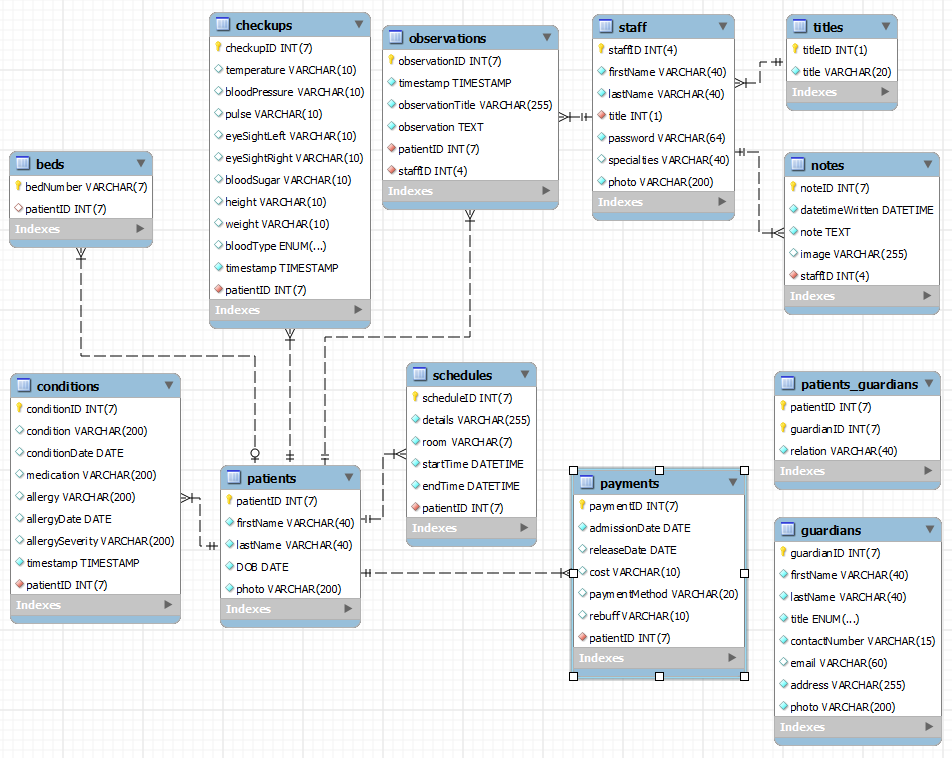 checkups
checkupID INT(7)
temperature VARCHAR(10)
bloodPressure VARCHAR(10)
pulse VARCHAR(10)
eyeSightLeft VARCHAR(10)
eyeSightRight VARCHAR(10)
bloodSugar VARCHAR(10)
height VARCHAR(10)
weight VARCHAR(10)
bloodType ENUM(...)
timestamp TIMESTAMP
patientID INT(7)
Indexes
observations
observationID INT(7)
timestamp TIMESTAMP
observationTitle VARCHAR(255)
observation TEXT
patientID INT(7)
staffID INT(4)
Indexes
staff
staffID INT(4)
firstName VARCHAR(40)
lastName VARCHAR(40)
title INT(1)
password VARCHAR(64)
specialties VARCHAR(40)
photo VARCHAR(200)
Indexes
titles
titleID INT(1)
title VARCHAR(20)
Indexes
beds
bedNumber VARCHAR(7)
patientID INT(7)
Indexes
notes
noteID INT(7)
datetimeWritten DATETIME
note TEXT
image VARCHAR(255)
staffID INT(4)
Indexes
conditions
conditionID INT(7)
condition VARCHAR(200)
conditionDate DATE
medication VARCHAR(200)
allergy VARCHAR(200)
allergyDate DATE
allergySeverity VARCHAR(200)
timestamp TIMESTAMP
patientID INT(7)
Indexes
schedules
scheduleID INT(7)
details VARCHAR(255)
room VARCHAR(7)
startTime DATETIME
endTime DATETIME
patientID INT(7)
Indexes
patients_guardians
patientID INT(7)
guardianID INT(7)
relation VARCHAR(40)
Indexes
patients
patientID INT(7)
firstName VARCHAR(40)
lastName VARCHAR(40)
DOB DATE
photo VARCHAR(200)
Indexes
payments
paymentID INT(7)
admissionDate DATE
releaseDate DATE
cost VARCHAR(10)
paymentMethod VARCHAR(20)
rebuff VARCHAR(10)
patientID INT(7)
Indexes
guardians
guardianID INT(7)
firstName VARCHAR(40)
lastName VARCHAR(40)
title ENUM(...)
contactNumber VARCHAR(15)
email VARCHAR(60)
address VARCHAR(255)
photo VARCHAR(200)
Indexes